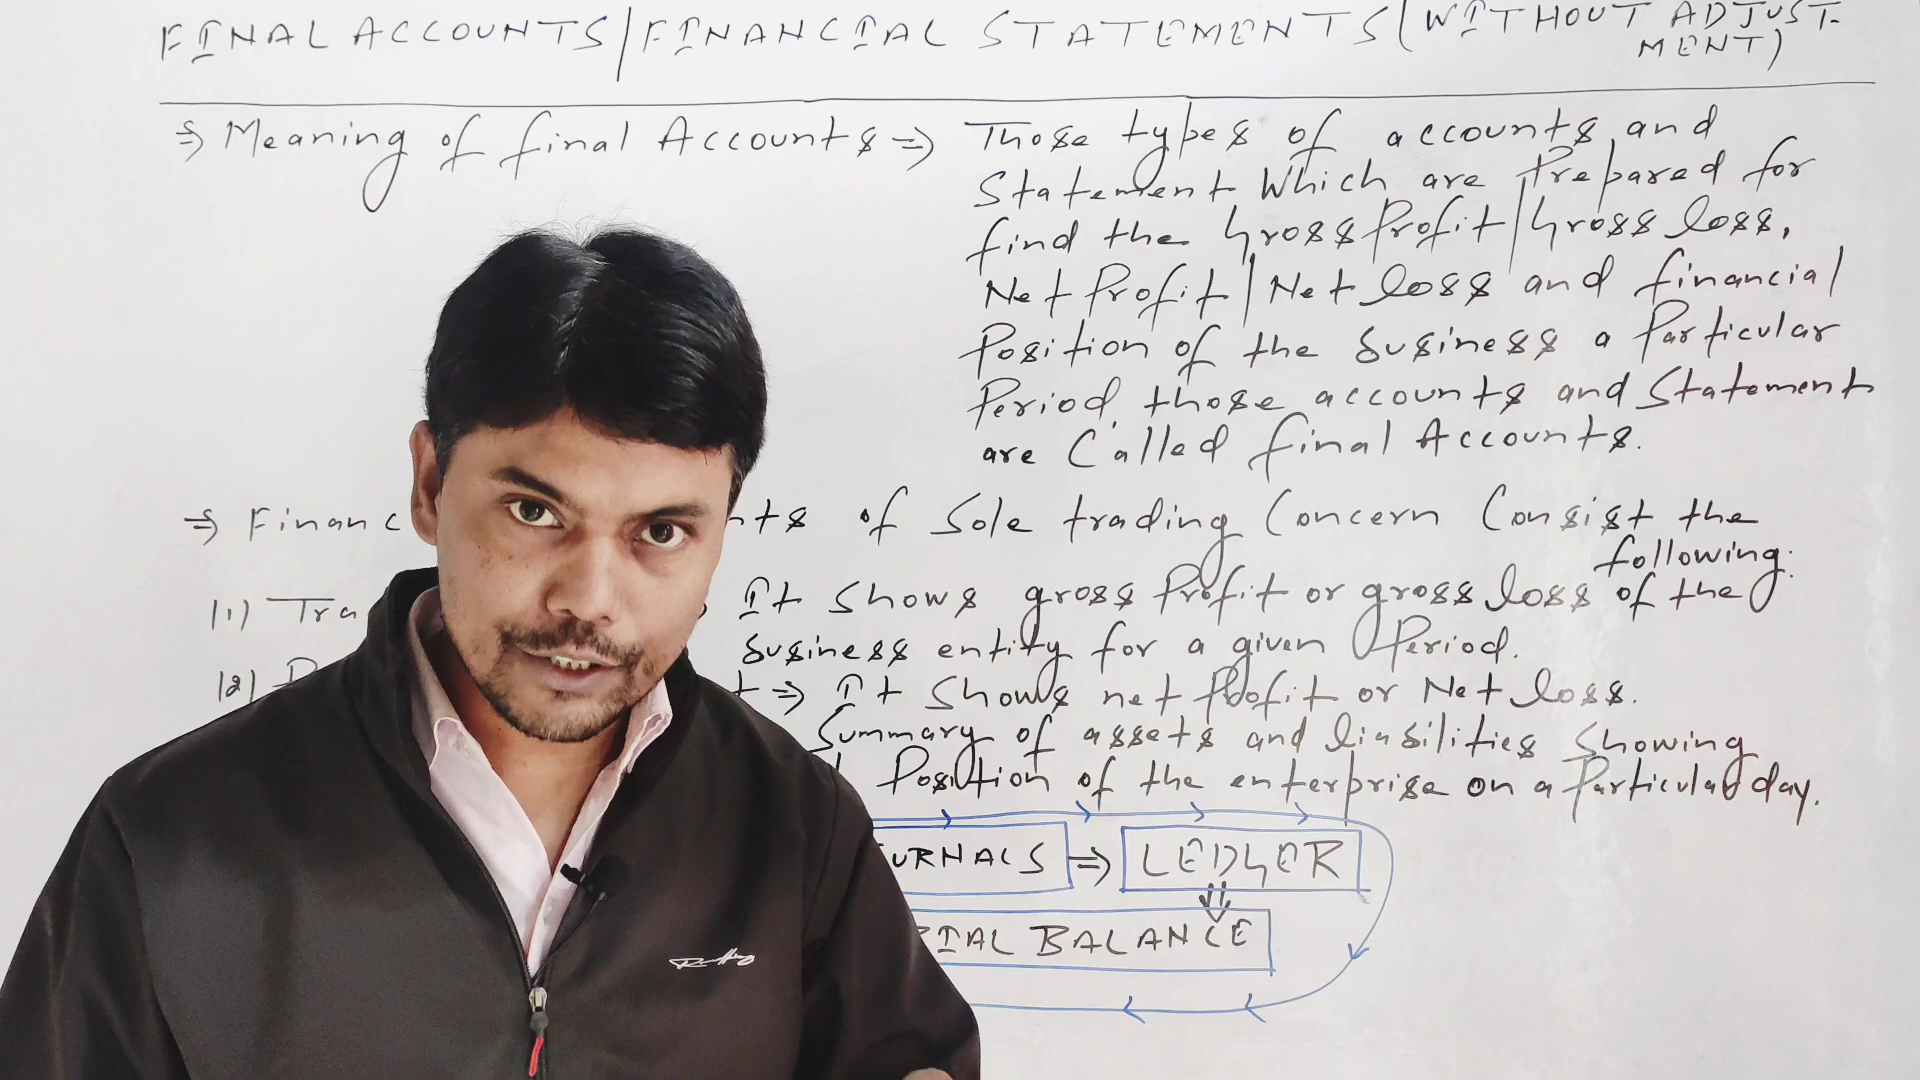 FINAL ACCOUNTS/FINANCIAL STATEMENTS (WITHOUT ADJUST-
MENT)
⇒ Meaning of final Accounts ⇒ Those types of accounts and
Statement Which are Prepared for
find the Gross Profit/Gross loss,
Net Profit/Net loss and financial
Position of the business a Particular
Period those accounts and Statement
are Called final Accounts.
⇒ Financ nts of Sole trading Concern Consist the
following:
(1) Tra It Shows gross Profit or gross loss of the
business entity for a given Period.
(2) P t ⇒ It Shows net Profit or Net loss.
Summary of assets and liabilities Showing
l Position of the enterprise on a Particular day.
URNALS ⇒ LEDGER
RIAL BALANCE